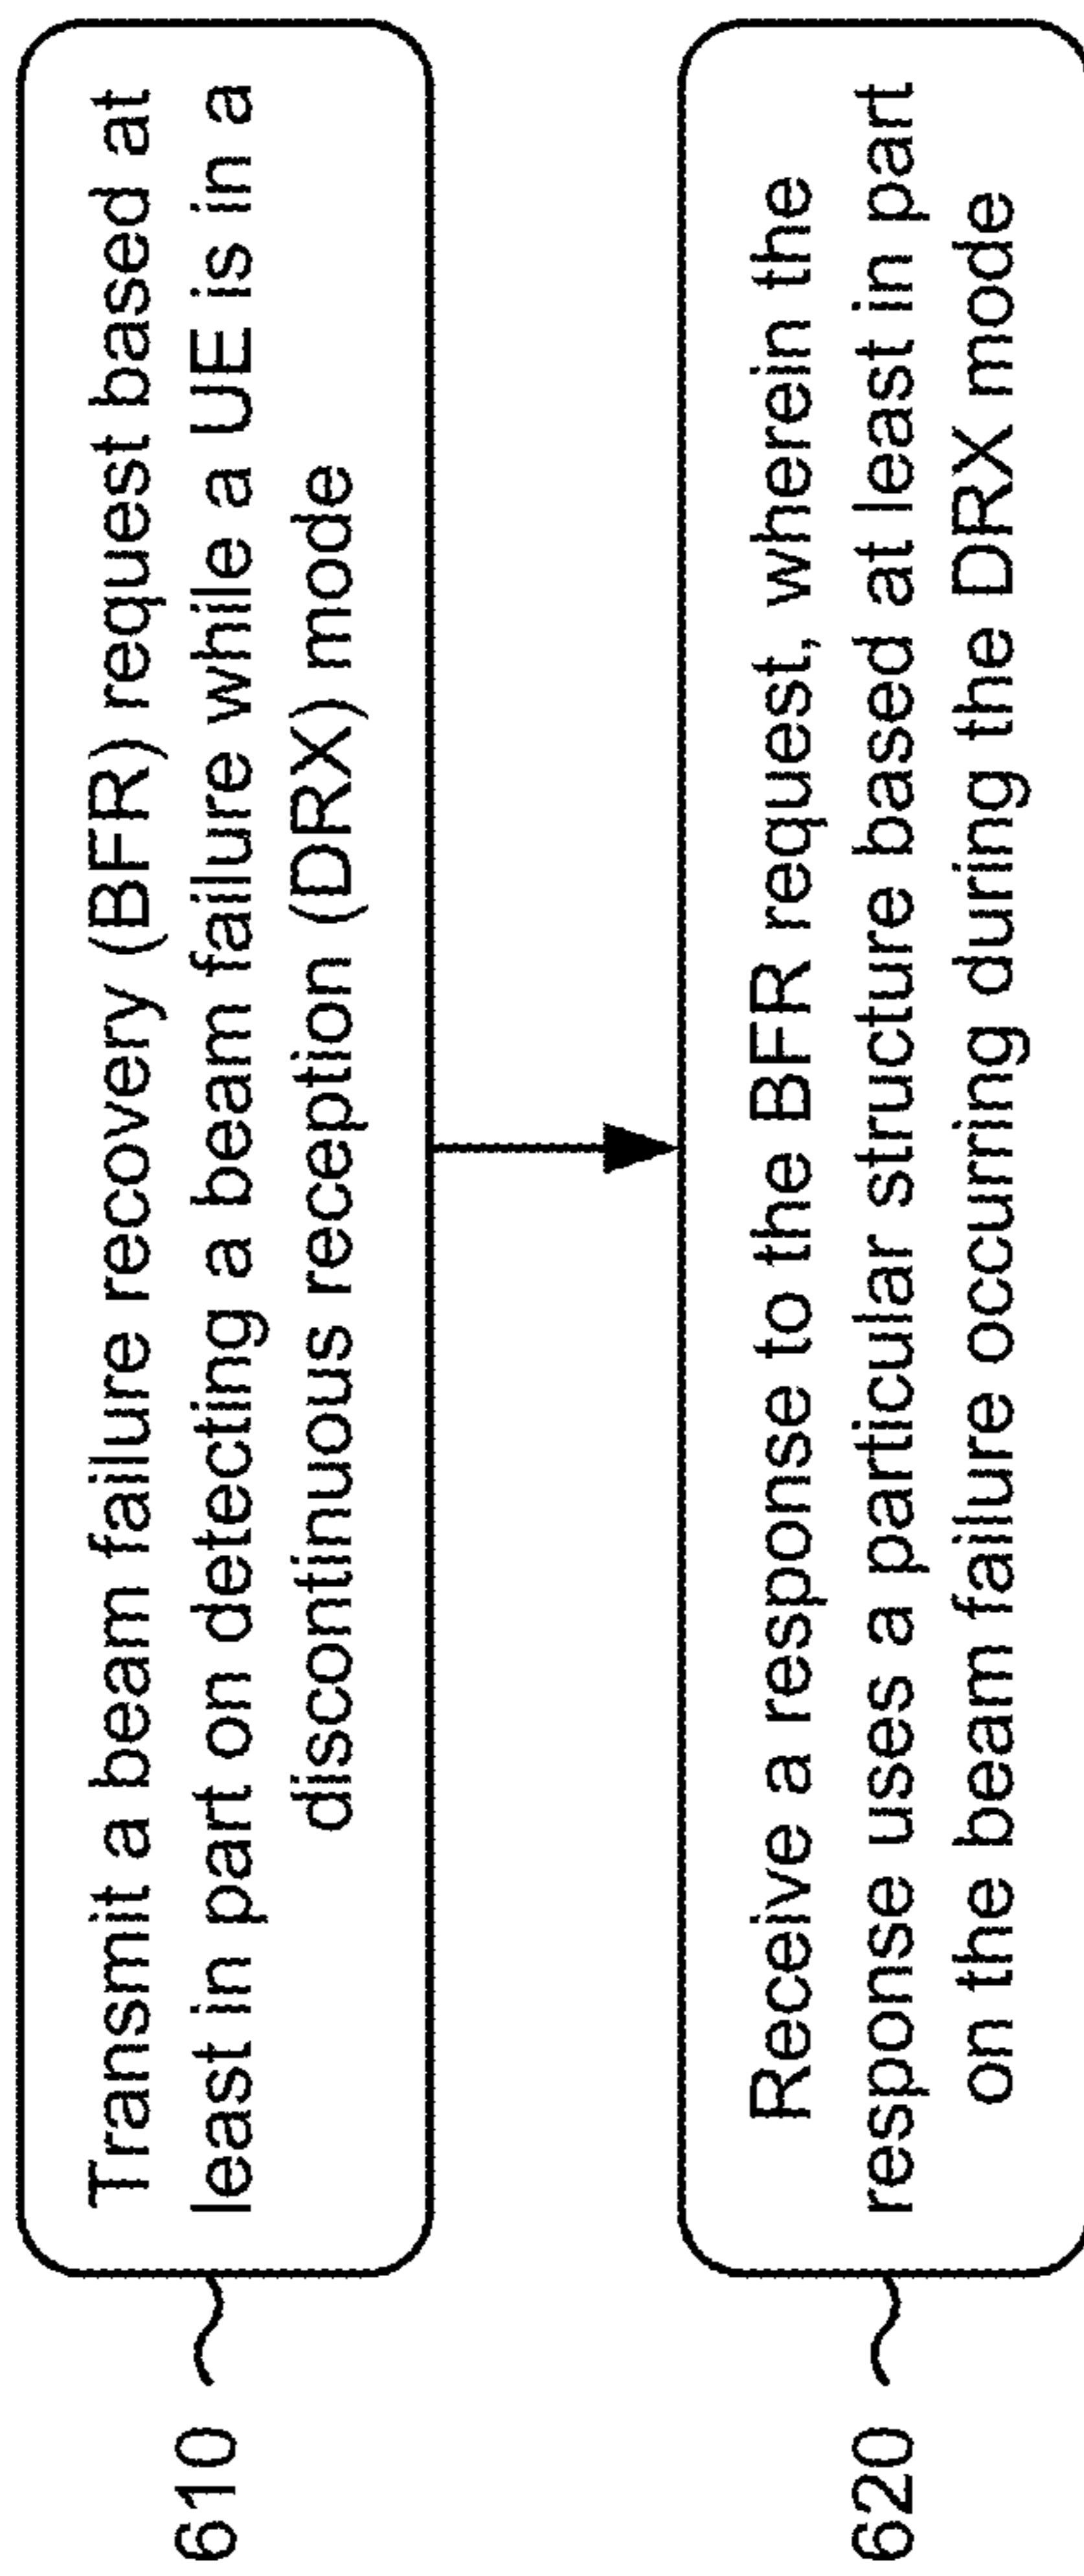 610
Transmit a beam failure recovery (BFR) request based at
least in part on detecting a beam failure while a UE is in a
discontinuous reception (DRX) mode
620
Receive a response to the BFR request, wherein the
response uses a particular structure based at least in part
on the beam failure occurring during the DRX mode